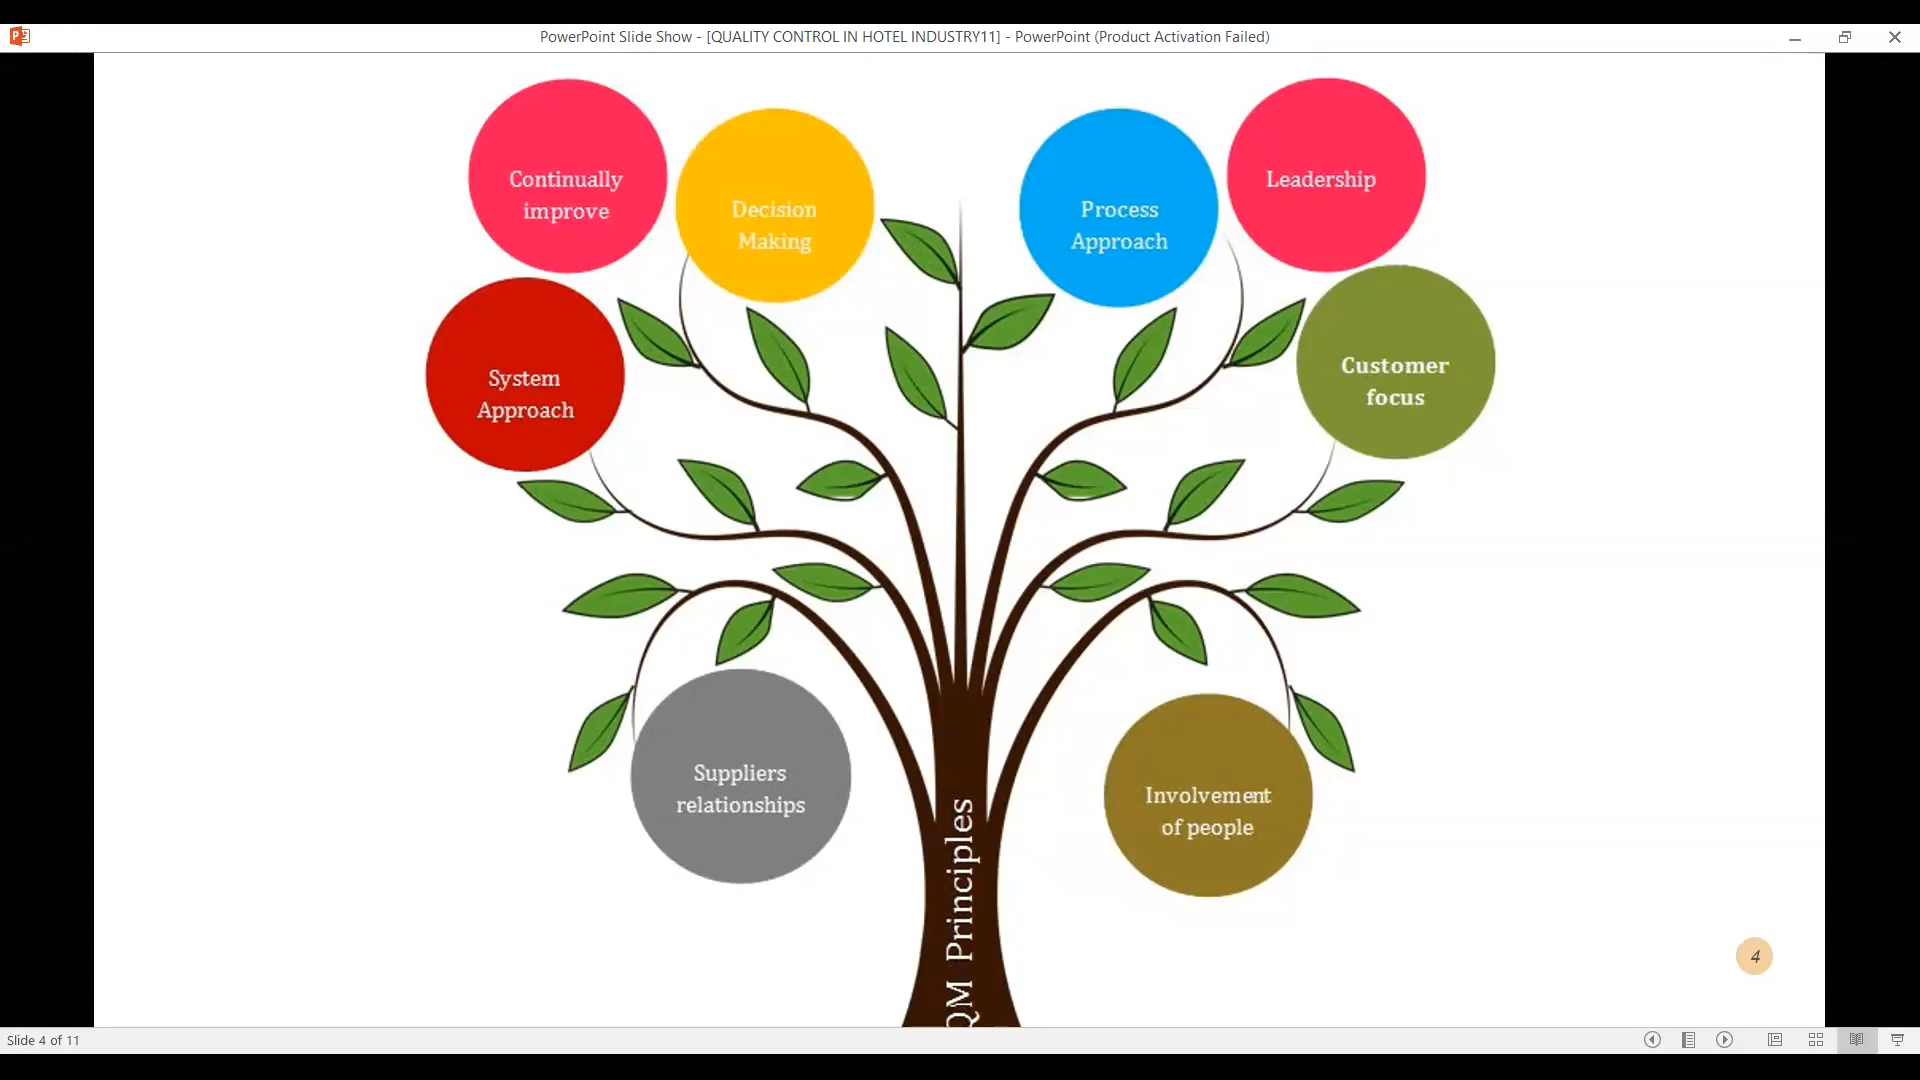 PowerPoint Slide Show - [QUALITY CONTROL IN HOTEL INDUSTRY11] - PowerPoint (Product Activation Failed)
Continually
improve
Decision
Making
Process
Approach
Leadership
System
Approach
Customer
focus
Suppliers
relationships
Involvement
of people
QM Principles
4
Slide 4 of 11